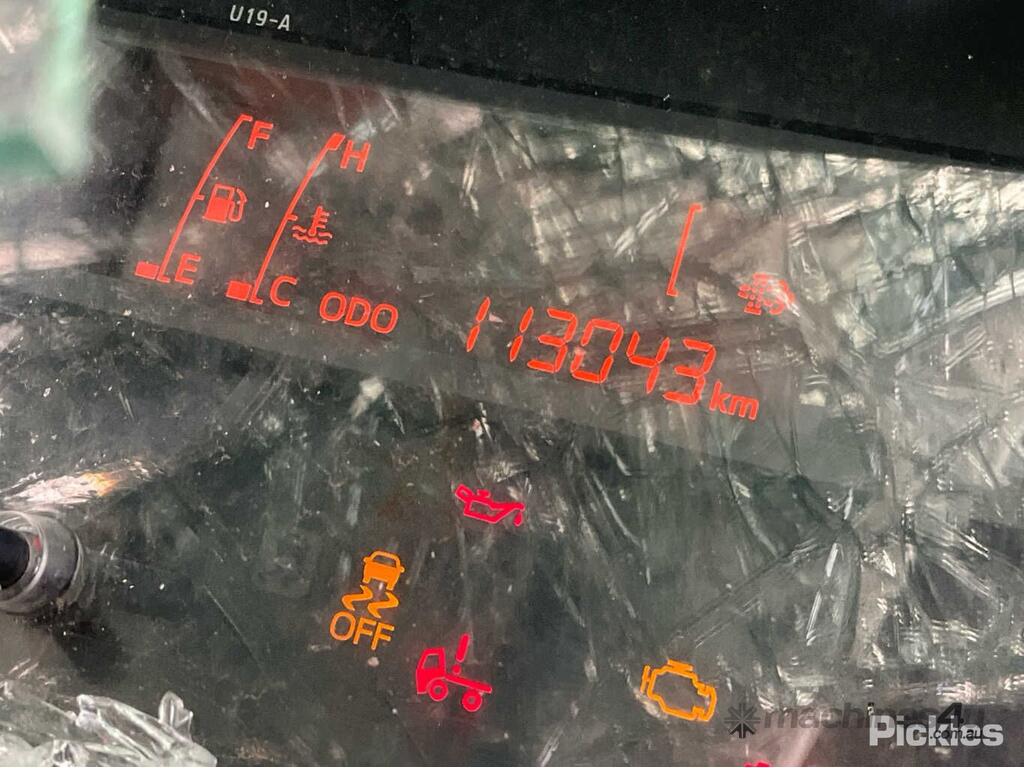 U19-A
F
H
E
C
ODO 113043 km
OFF
machines4u
.com.au
Pickles